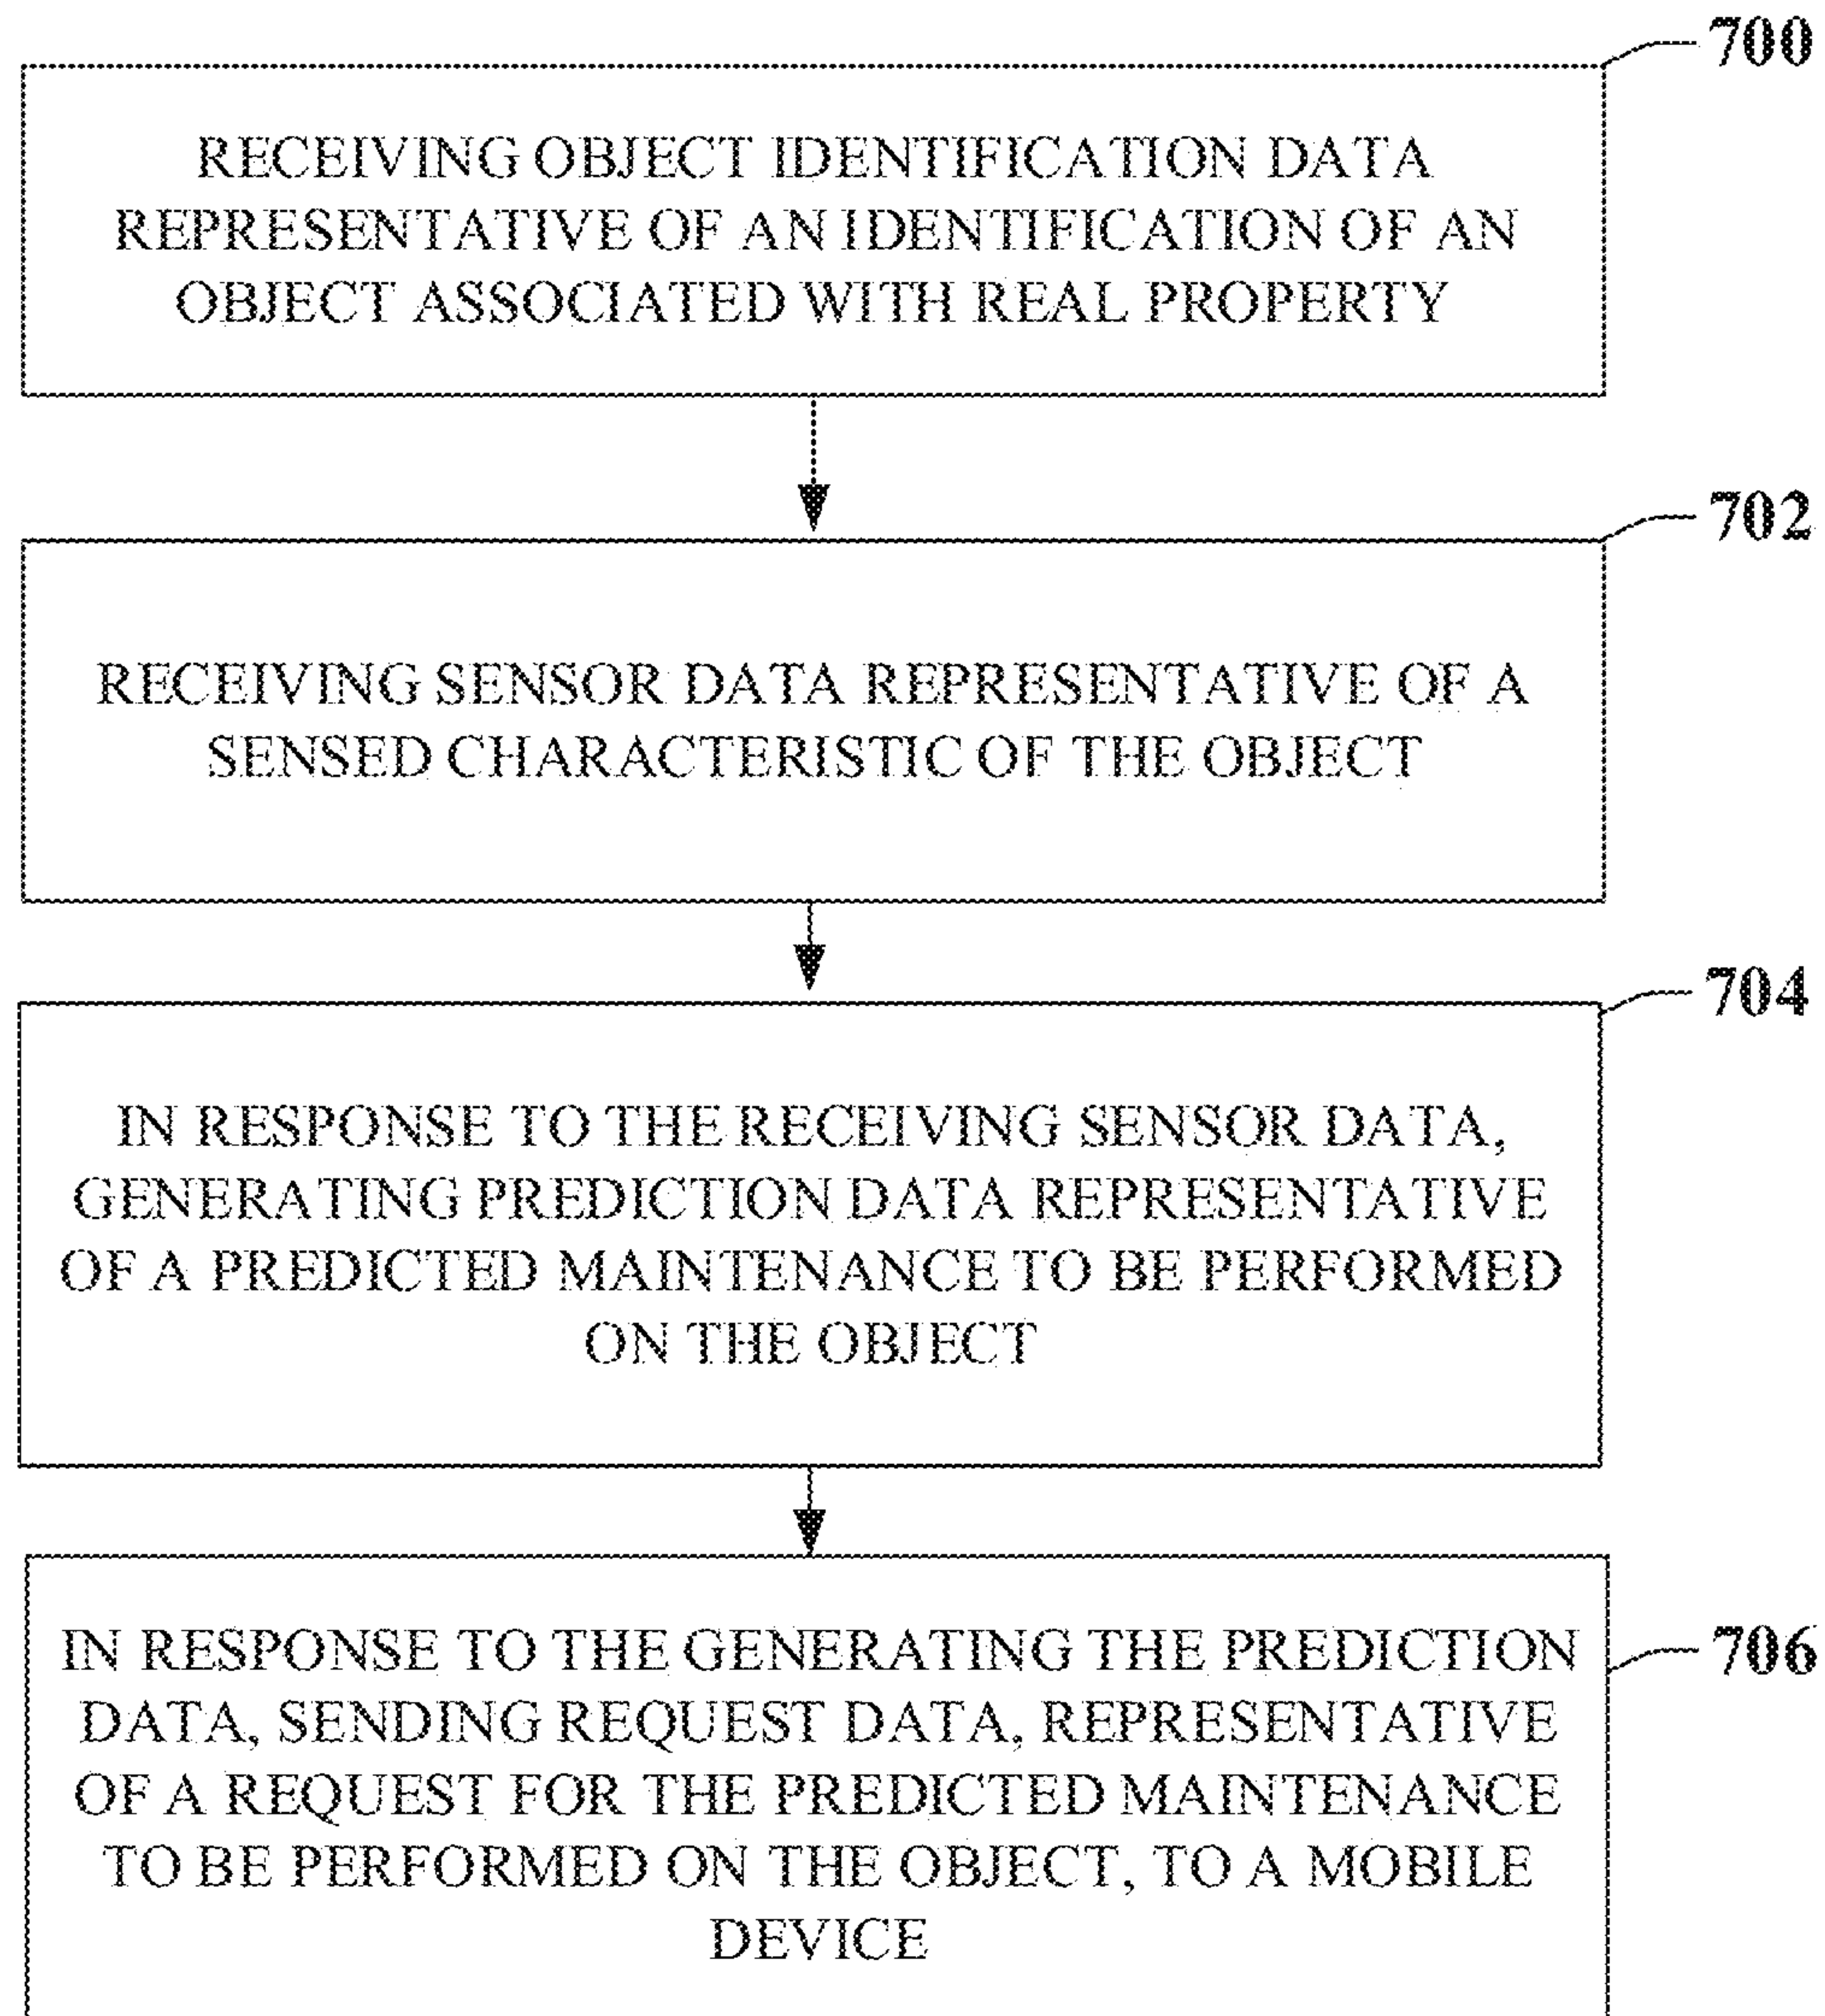 700
RECEIVING OBJECT IDENTIFICATION DATA
REPRESENTATIVE OF AN IDENTIFICATION OF AN
OBJECT ASSOCIATED WITH REAL PROPERTY
702
RECEIVING SENSOR DATA REPRESENTATIVE OF A
SENSED CHARACTERISTIC OF THE OBJECT
704
IN RESPONSE TO THE RECEIVING SENSOR DATA,
GENERATING PREDICTION DATA REPRESENTATIVE
OF A PREDICTED MAINTENANCE TO BE PERFORMED
ON THE OBJECT
706
IN RESPONSE TO THE GENERATING THE PREDICTION
DATA, SENDING REQUEST DATA, REPRESENTATIVE
OF A REQUEST FOR THE PREDICTED MAINTENANCE
TO BE PERFORMED ON THE OBJECT, TO A MOBILE
DEVICE